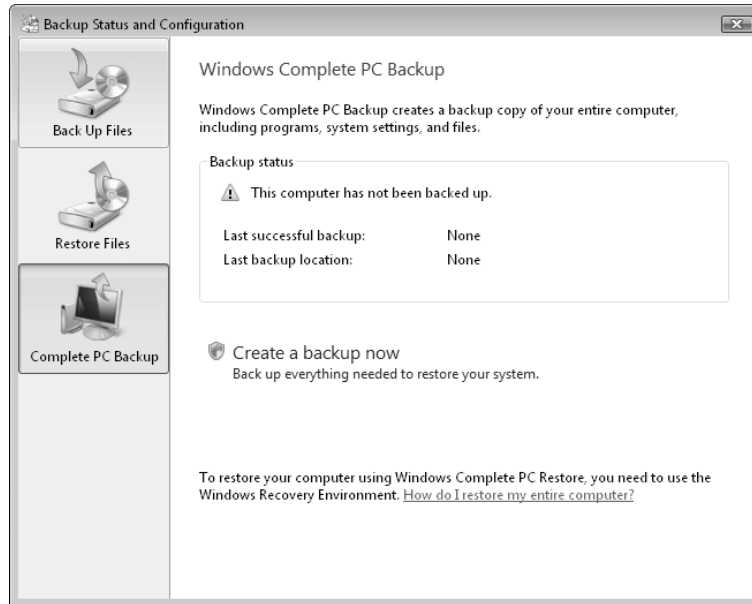 Backup Status and Configuration
Back Up Files
Restore Files
Complete PC Backup
Windows Complete PC Backup
Windows Complete PC Backup creates a backup copy of your entire computer,
including programs, system settings, and files.
Backup status
This computer has not been backed up.
Last successful backup: None
Last backup location: None
Create a backup now
Back up everything needed to restore your system.
To restore your computer using Windows Complete PC Restore, you need to use the
Windows Recovery Environment. How do I restore my entire computer?